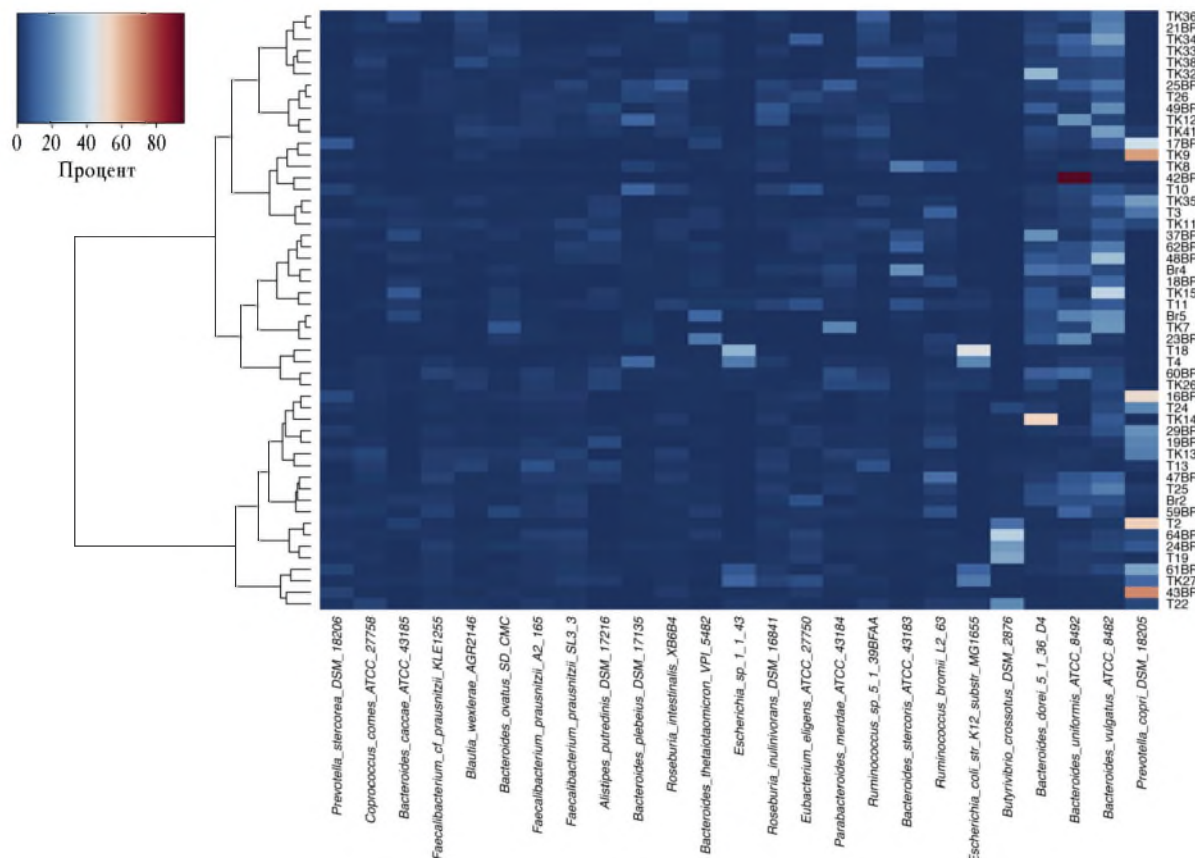 0 20 40 60 80
Процент
TK36
21BF
TK34
TK33
TK38
TK32
25BF
T26
49BF
TK12
TK41
17BF
TK9
TK8
42BF
T10
TK35
T3
TK11
37BF
62BF
48BF
Br4
18BF
TK15
T11
Br5
TK7
23BF
T18
T4
60BF
TK26
16BF
T24
TK14
29BF
19BF
TK13
T13
47BF
T25
Br2
59BF
T2
64BF
24BF
T19
61BF
TK27
43BF
T22
Prevotella_stercorea_DSM_18206
Coprococcus_comes_ATCC_27758
Bacteroides_caccae_ATCC_43185
Faecalibacterium_cf_prausnitzii_KLE1255
Blautia_wexlerae_AGR2146
Bacteroides_ovatus_SD_CMC
Faecalibacterium_prausnitzii_A2_165
Faecalibacterium_prausnitzii_SL3_3
Alistipes_putredinis_DSM_17216
Bacteroides_plebeius_DSM_17135
Roseburia_intestinalis_XB6B4
Bacteroides_thetaiotaomicron_VPI_5482
Escherichia_sp_1_1_43
Roseburia_inulinivorans_DSM_16841
Eubacterium_eligens_ATCC_27750
Parabacteroides_merdae_ATCC_43184
Ruminococcus_sp_5_1_39BFAA
Bacteroides_stercoris_ATCC_43183
Ruminococcus_bromii_L2_63
Escherichia_coli_str_K12_substr_MG1655
Butyrivibrio_crossotus_DSM_2876
Bacteroides_dorei_5_1_36_D4
Bacteroides_uniformis_ATCC_8492
Bacteroides_vulgatus_ATCC_8482
Prevotella_copri_DSM_18205